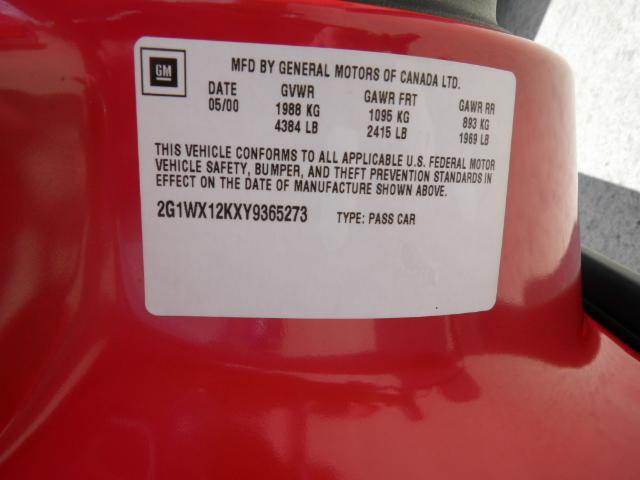 GM
MFD BY GENERAL MOTORS OF CANADA LTD.
DATE GVWR GAWR FRT GAWR RR
05/00 1988 KG 1095 KG 893 KG
4384 LB 2415 LB 1969 LB
THIS VEHICLE CONFORMS TO ALL APPLICABLE U.S. FEDERAL MOTOR
VEHICLE SAFETY, BUMPER, AND THEFT PREVENTION STANDARDS IN
EFFECT ON THE DATE OF MANUFACTURE SHOWN ABOVE.
2G1WX12KXY9365273 TYPE: PASS CAR